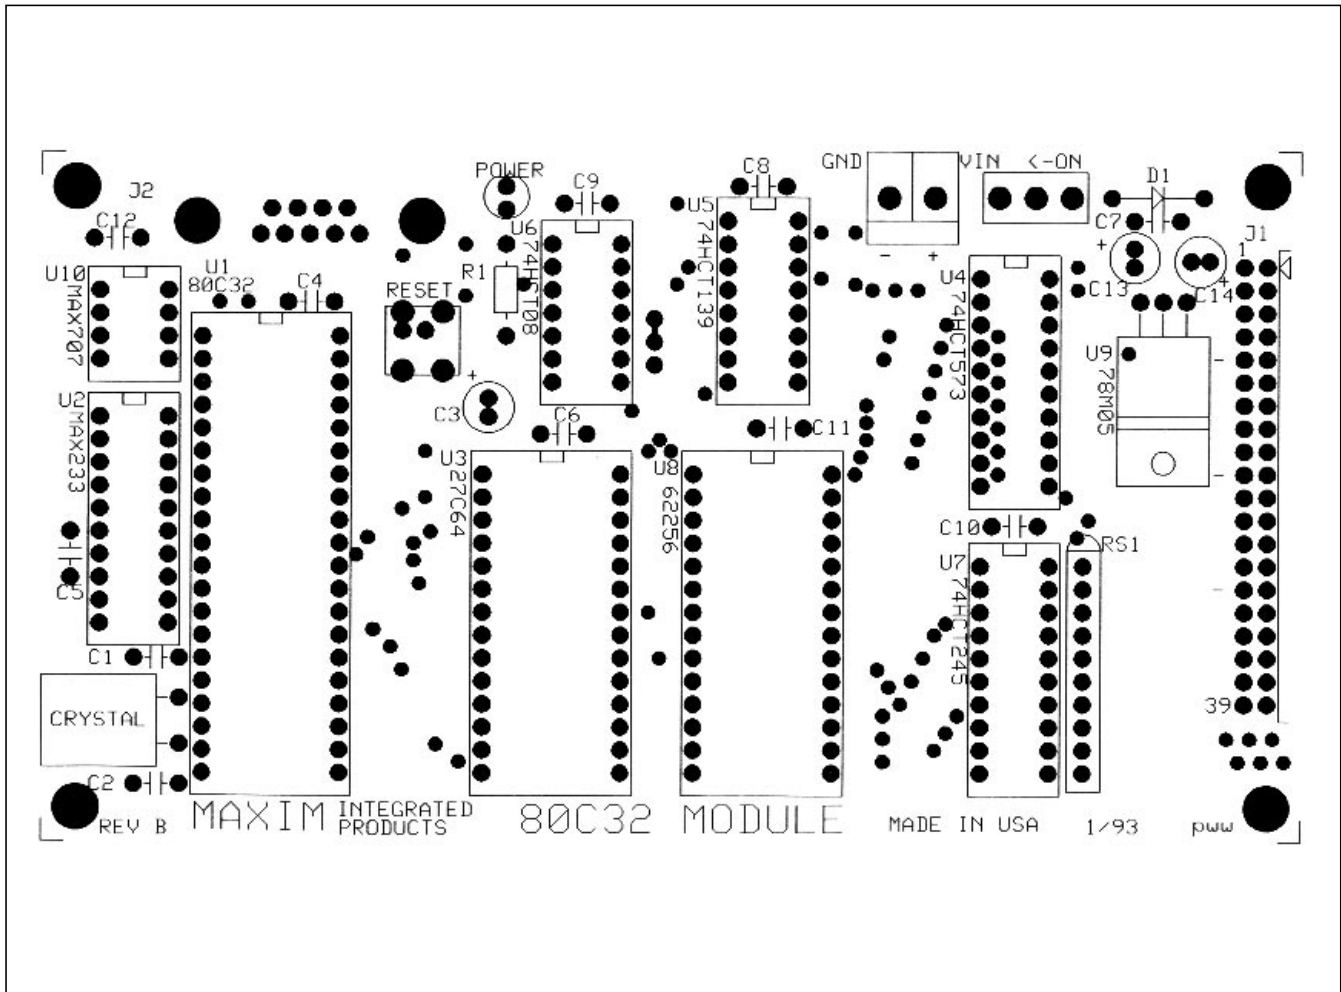 POWER
C8
GND
VIN
<-ON
D1
J2
C9
U5
74HCT139
C7
C12
U6
74HCT08
+
J1
U10
MAX707
U1
80C32
C4
R1
-
+
1
RESET
U4
74HCT573
C13
C14
+
U9
78M05
+
U2
MAX233
C3
C6
C11
U3
27C64
U8
62256
C10
RS1
U7
74HCT245
C5
C1
39
CRYSTAL
C2
REV B
MAXIM
INTEGRATED
PRODUCTS
80C32
MODULE
MADE IN USA
1/93
pww